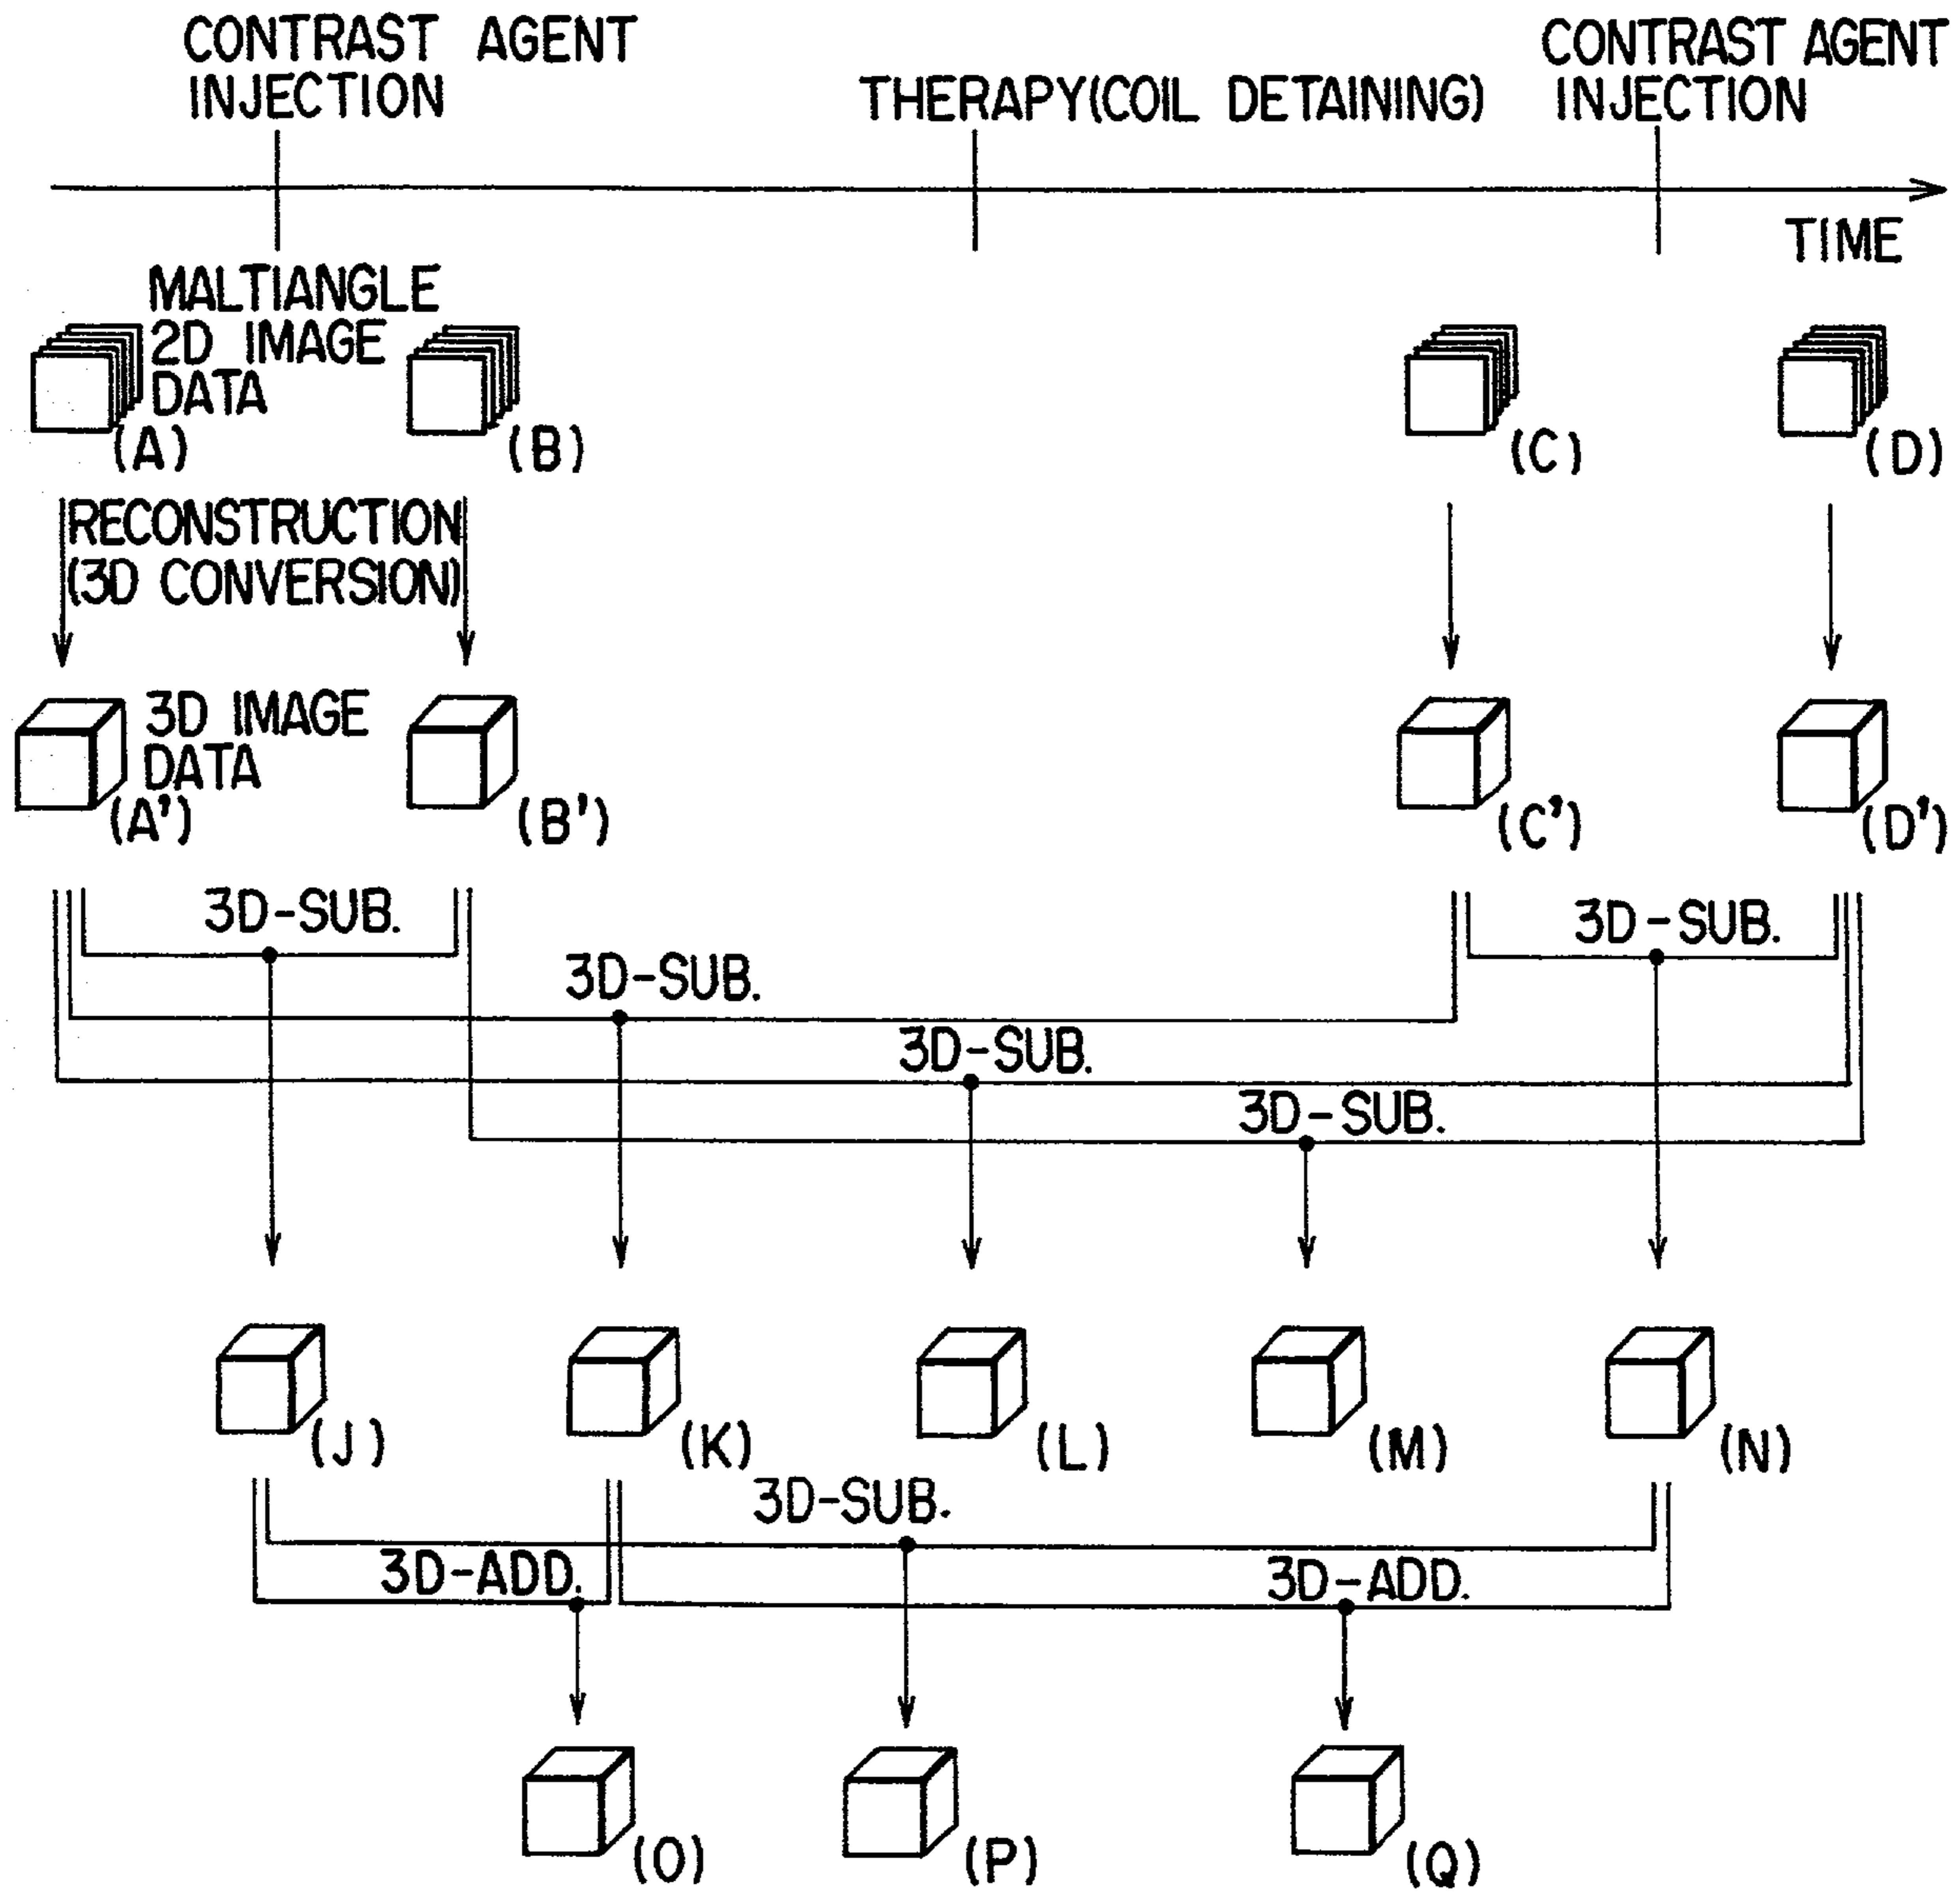 CONTRAST AGENT
INJECTION
THERAPY(COIL DETAINING)
CONTRAST AGENT
INJECTION
TIME
MALTIANGLE
2D IMAGE
DATA
(A)
(B)
(C)
(D)
RECONSTRUCTION
(3D CONVERSION)
3D IMAGE
DATA
(A')
(B')
(C')
(D')
3D-SUB.
3D-SUB.
3D-SUB.
3D-SUB.
3D-SUB.
(J)
(K)
(L)
(M)
(N)
3D-SUB.
3D-ADD.
3D-ADD.
(O)
(P)
(Q)